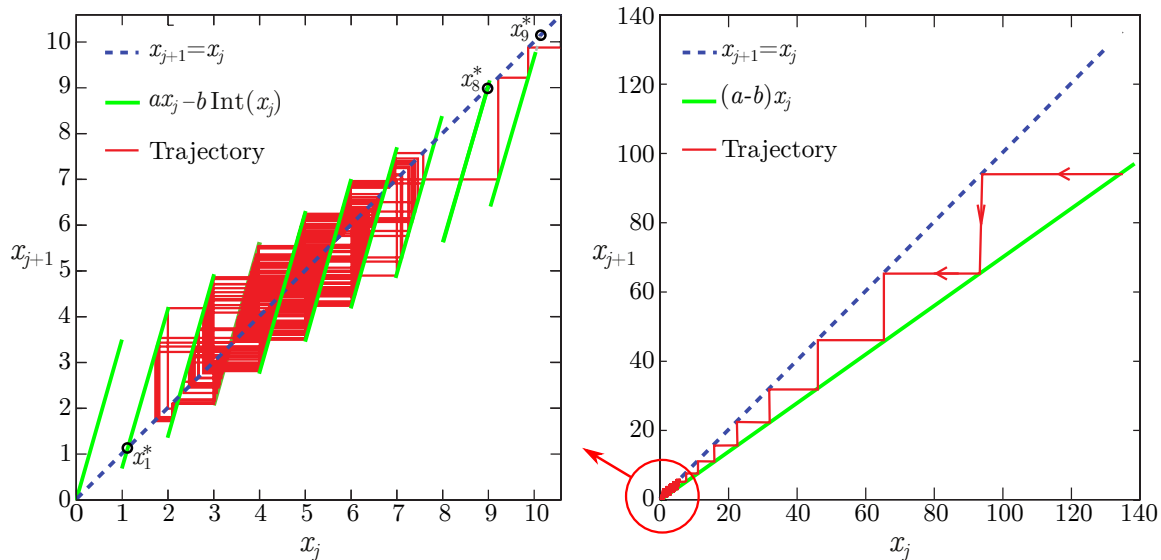 10
9
8
7
6
5
4
3
2
1
0
x_{j+1}
x_{j+1}=x_j
ax_j–b Int(x_j)
Trajectory
x_9^*
x_8^*
x_1^*
0 1 2 3 4 5 6 7 8 9 10
x_j
140
120
100
80
60
40
20
0
x_{j+1}
x_{j+1}=x_j
(a-b)x_j
Trajectory
0 20 40 60 80 100 120 140
x_j